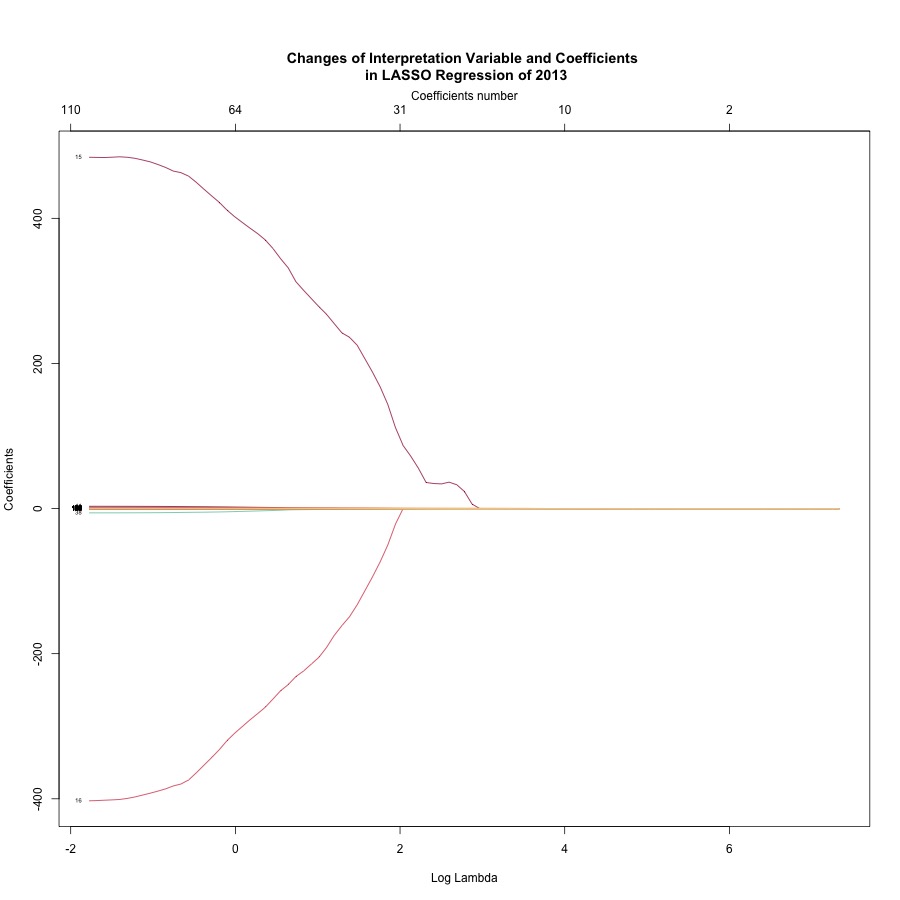 Changes of Interpretation Variable and Coefficients
in LASSO Regression of 2013
Coefficients number
110 64 31 10 2
15
400
200
0
38
-200
-400
16
Coefficients
-2 0 2 4 6
Log Lambda